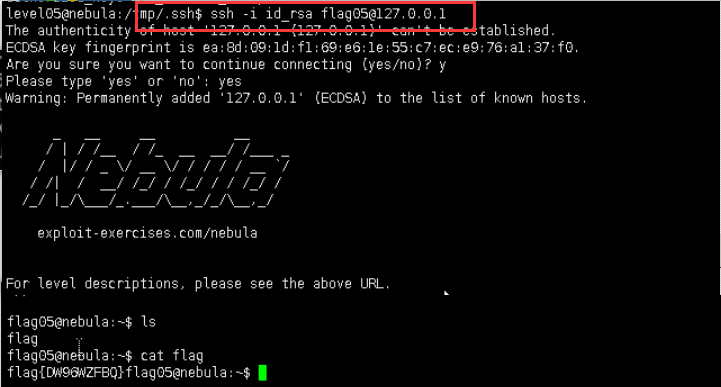 level05@nebula:/tmp/.ssh$ ssh -i id_rsa flag05@127.0.0.1
The authenticity of host '127.0.0.1 (127.0.0.1)' can't be established.
ECDSA key fingerprint is ea:8d:09:1d:f1:69:e6:1e:55:c7:ec:e9:76:a1:37:f0.
Are you sure you want to continue connecting (yes/no)? y
Please type 'yes' or 'no': yes
Warning: Permanently added '127.0.0.1' (ECDSA) to the list of known hosts.
Nebula
exploit-exercises.com/nebula
For level descriptions, please see the above URL.
flag05@nebula:~$ ls
flag
flag05@nebula:~$ cat flag
flag{DW96WZFBQ}flag05@nebula:~$